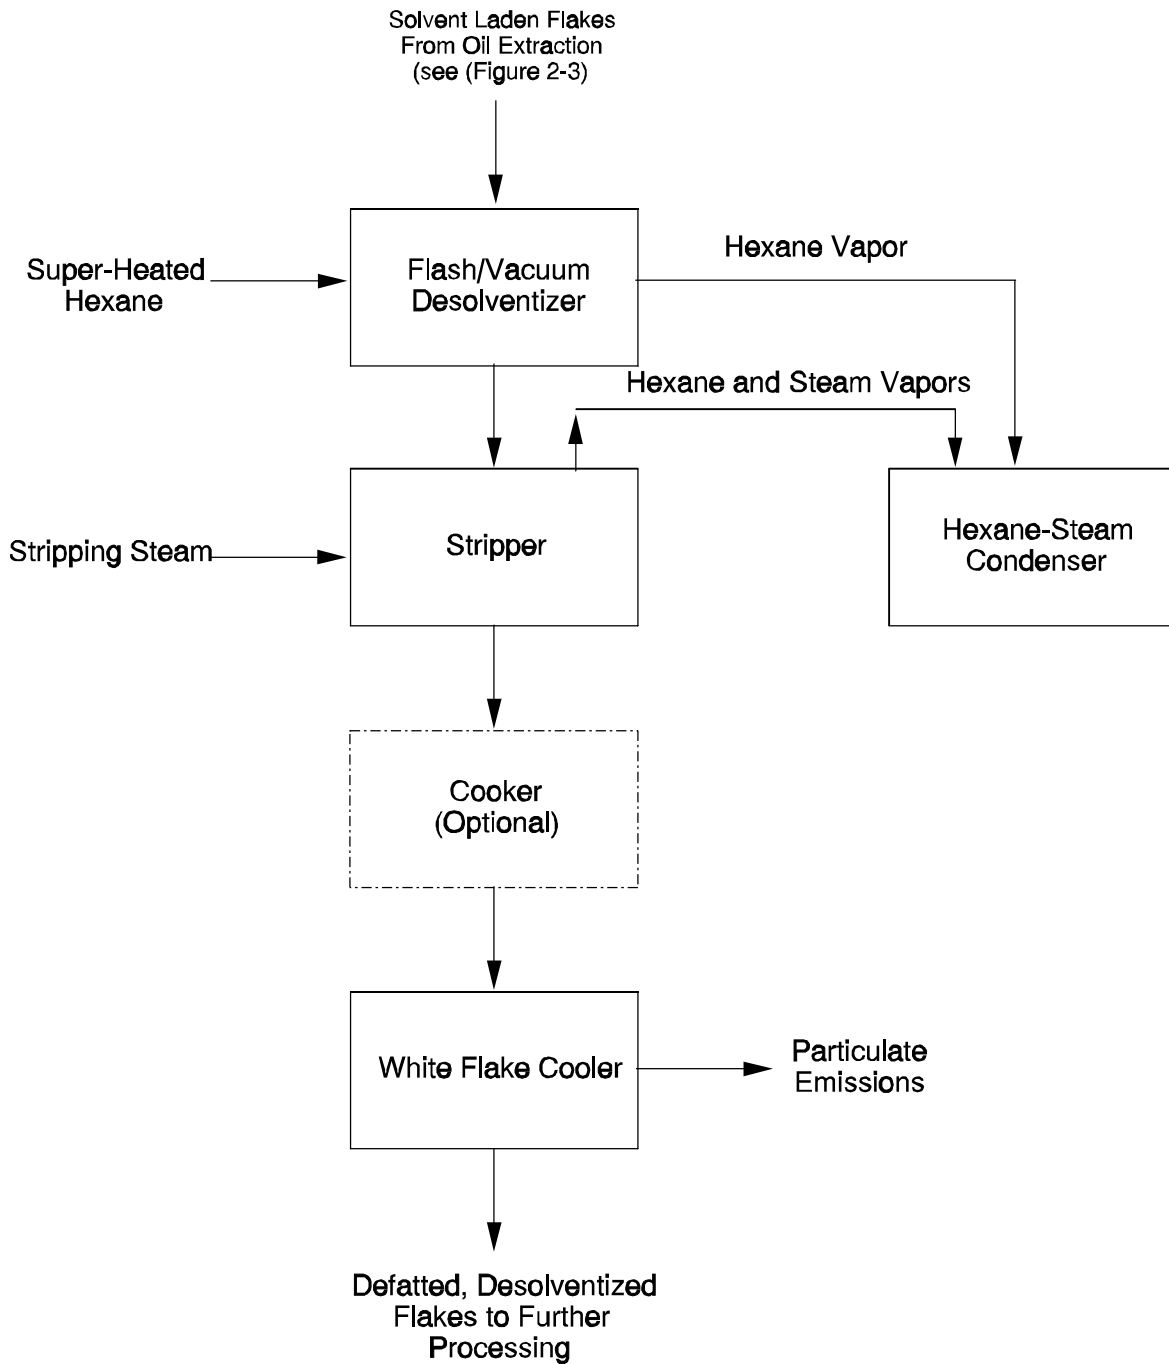 Solvent Laden Flakes
From Oil Extraction
(see (Figure 2-3)
Super-Heated
Hexane
Flash/Vacuum
Desolventizer
Hexane Vapor
Hexane and Steam Vapors
Stripping Steam
Stripper
Hexane-Steam
Condenser
Cooker
(Optional)
White Flake Cooler
Particulate
Emissions
Defatted, Desolventized
Flakes to Further
Processing